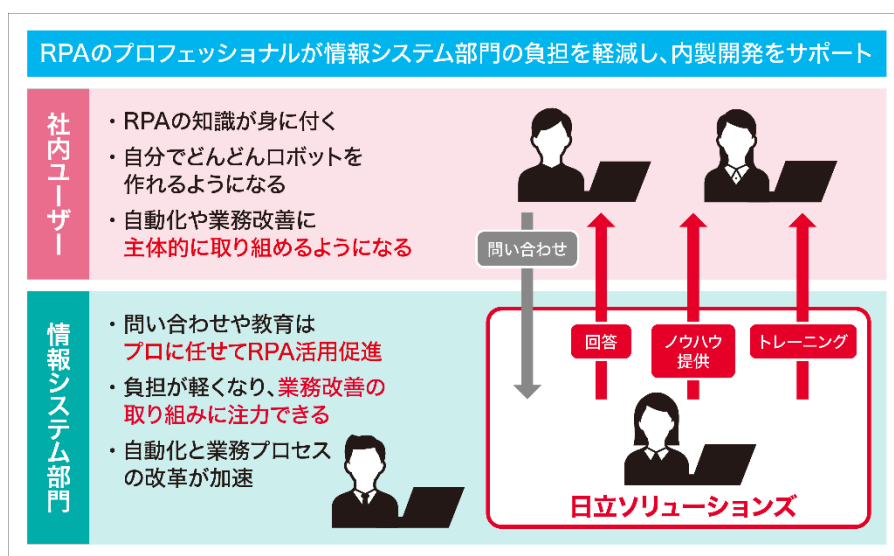 RPAのプロフェッショナルが情報システム部門の負担を軽減し、内製開発をサポート
社内ユーザー
・RPAの知識が身に付く
・自分でどんどんロボットを
作れるようになる
・自動化や業務改善に
主体的に取り組めるようになる
問い合わせ
情報システム部門
・問い合わせや教育は
プロに任せてRPA活用促進
・負担が軽くなり、業務改善の
取り組みに注力できる
・自動化と業務プロセス
の改革が加速
回答
ノウハウ
提供
トレーニング
日立ソリューションズ